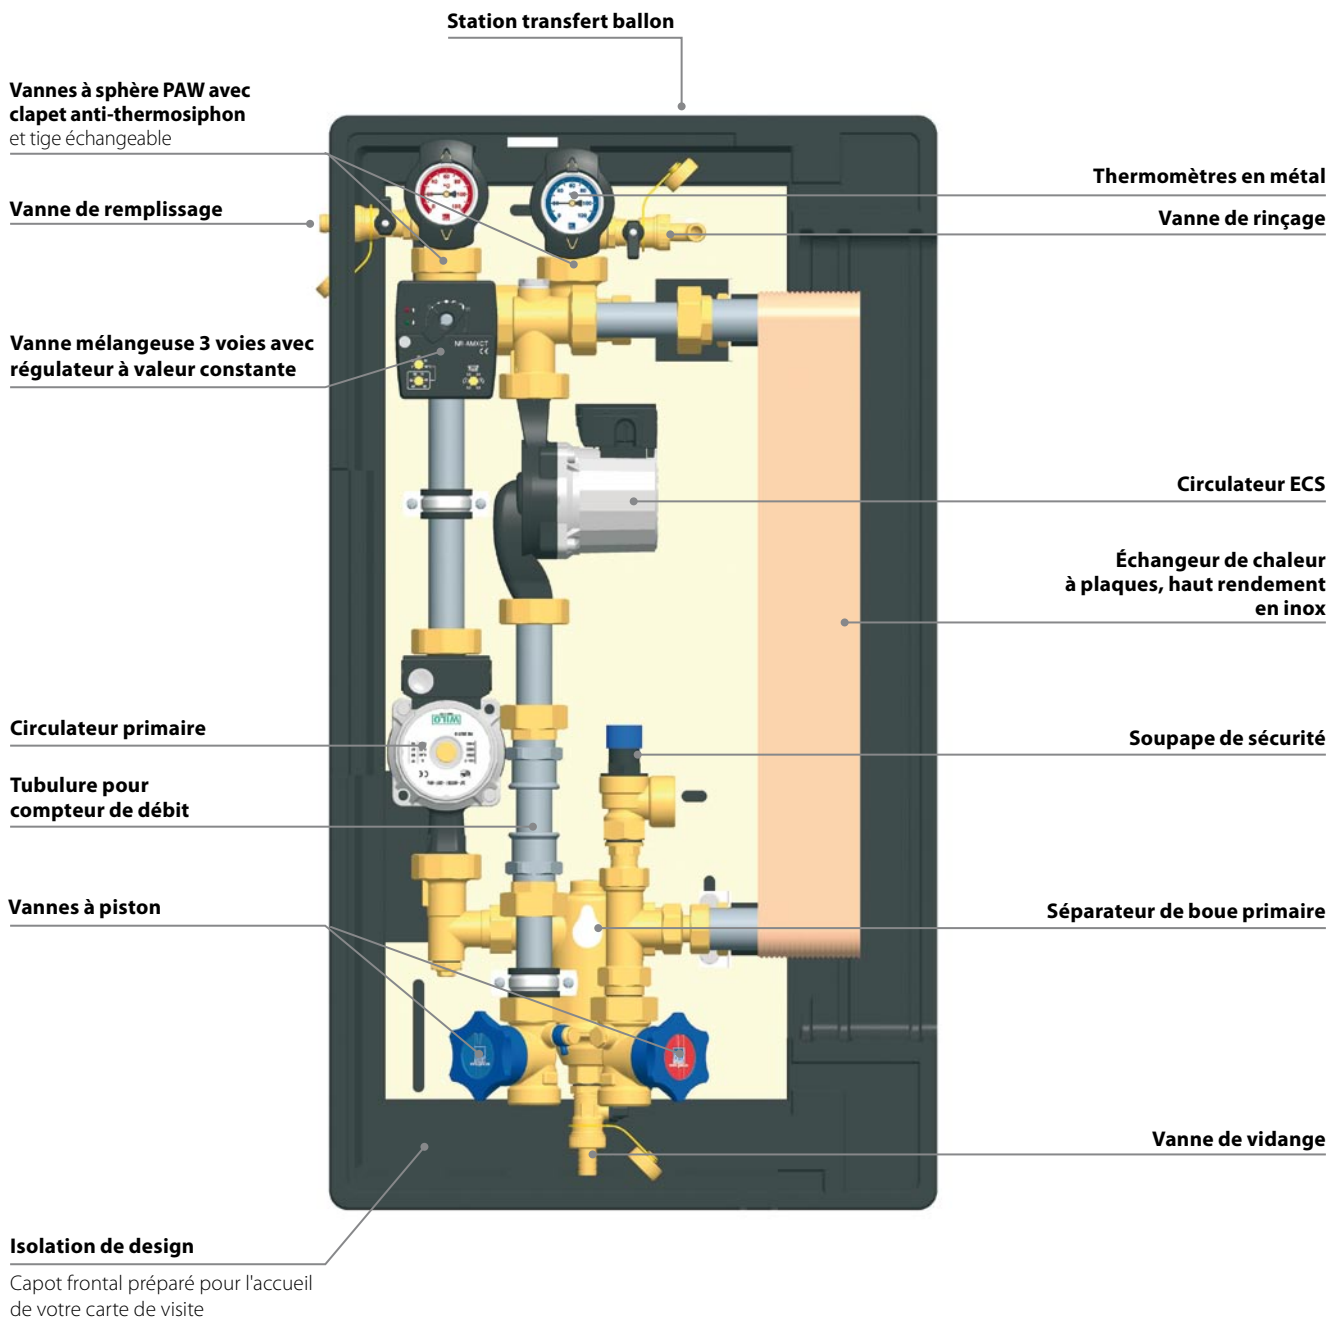 Station transfert ballon
Vannes à sphère PAW avec
clapet anti-thermosiphon
et tige échangeable
Vanne de remplissage
Vanne mélangeuse 3 voies avec
régulateur à valeur constante
Circulateur primaire
Tubulure pour
compteur de débit
Vannes à piston
Isolation de design
Capot frontal préparé pour l'accueil
de votre carte de visite
Thermomètres en métal
Vanne de rinçage
Circulateur ECS
Échangeur de chaleur
à plaques, haut rendement
en inox
Soupape de sécurité
Séparateur de boue primaire
Vanne de vidange
WILO
CE